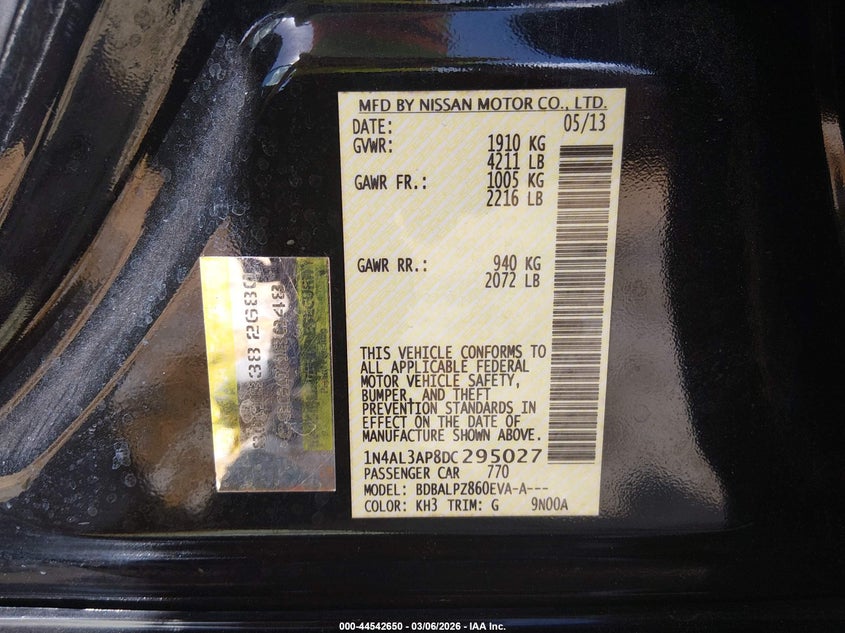 MFD BY NISSAN MOTOR CO., LTD.
DATE: 05/13
GVWR: 1910 KG
4211 LB
GAWR FR.: 1005 KG
2216 LB
GAWR RR.: 940 KG
2072 LB
THIS VEHICLE CONFORMS TO
ALL APPLICABLE FEDERAL
MOTOR VEHICLE SAFETY,
BUMPER, AND THEFT
PREVENTION STANDARDS IN
EFFECT ON THE DATE OF
MANUFACTURE SHOWN ABOVE.
1N4AL3AP8DC295027
PASSENGER CAR 770
MODEL: BDBALPZ860EVA-A---
COLOR: KH3 TRIM: G 9N00A
000-44542650 - 03/06/2026 - IAA Inc.